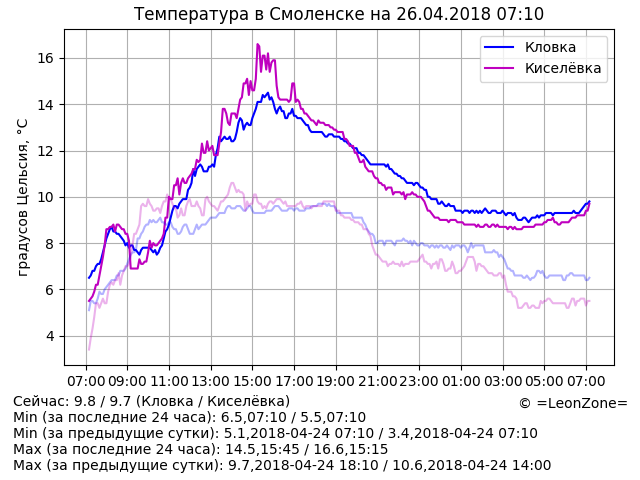 Температура в Смоленске на 26.04.2018 07:10
Кловка
Киселёвка
градусов Цельсия, °C
16
14
12
10
8
6
4
07:00 09:00 11:00 13:00 15:00 17:00 19:00 21:00 23:00 01:00 03:00 05:00 07:00
Сейчас: 9.8 / 9.7 (Кловка / Киселёвка)
© =LeonZone=
Min (за последние 24 часа): 6.5,07:10 / 5.5,07:10
Min (за предыдущие сутки): 5.1,2018-04-24 07:10 / 3.4,2018-04-24 07:10
Max (за последние 24 часа): 14.5,15:45 / 16.6,15:15
Max (за предыдущие сутки): 9.7,2018-04-24 18:10 / 10.6,2018-04-24 14:00